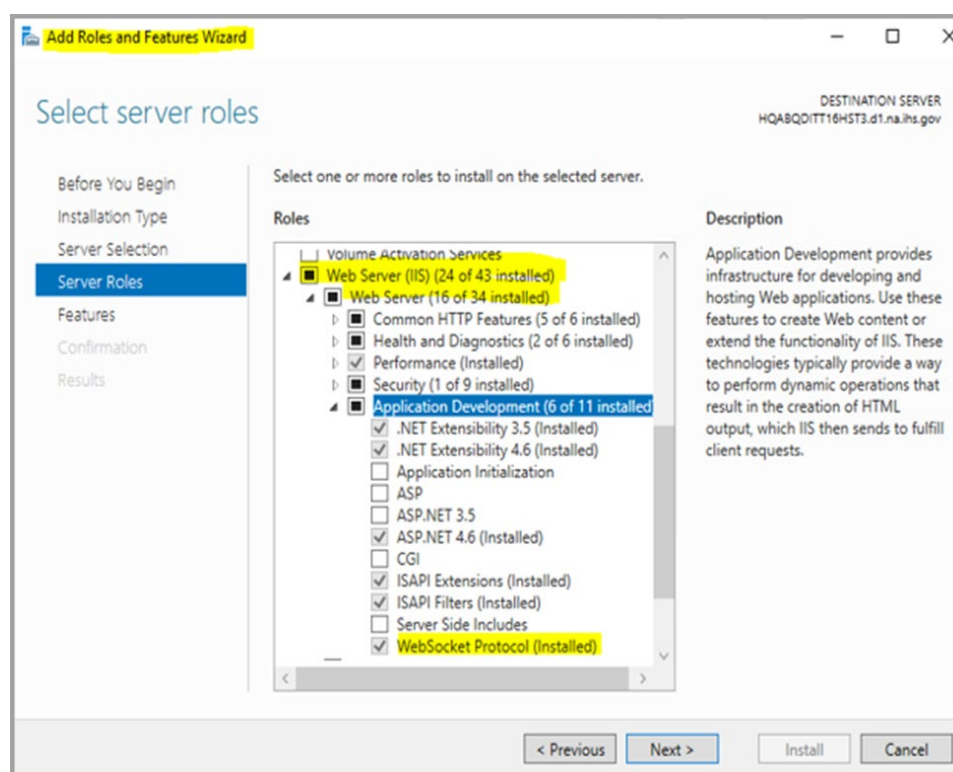 Add Roles and Features Wizard
Select server roles
DESTINATION SERVER
HQABQDITT16HST3.d1.na.ihs.gov
Before You Begin
Installation Type
Server Selection
Server Roles
Features
Confirmation
Results
Select one or more roles to install on the selected server.
Roles
Volume Activation Services
Web Server (IIS) (24 of 43 installed)
Web Server (16 of 34 installed)
Common HTTP Features (5 of 6 installed)
Health and Diagnostics (2 of 6 installed)
Performance (Installed)
Security (1 of 9 installed)
Application Development (6 of 11 installed
.NET Extensibility 3.5 (Installed)
.NET Extensibility 4.6 (Installed)
Application Initialization
ASP
ASP.NET 3.5
ASP.NET 4.6 (Installed)
CGI
ISAPI Extensions (Installed)
ISAPI Filters (Installed)
Server Side Includes
WebSocket Protocol (Installed)
Description
Application Development provides
infrastructure for developing and
hosting Web applications. Use these
features to create Web content or
extend the functionality of IIS. These
technologies typically provide a way
to perform dynamic operations that
result in the creation of HTML
output, which IIS then sends to fulfill
client requests.
< Previous
Next >
Install
Cancel